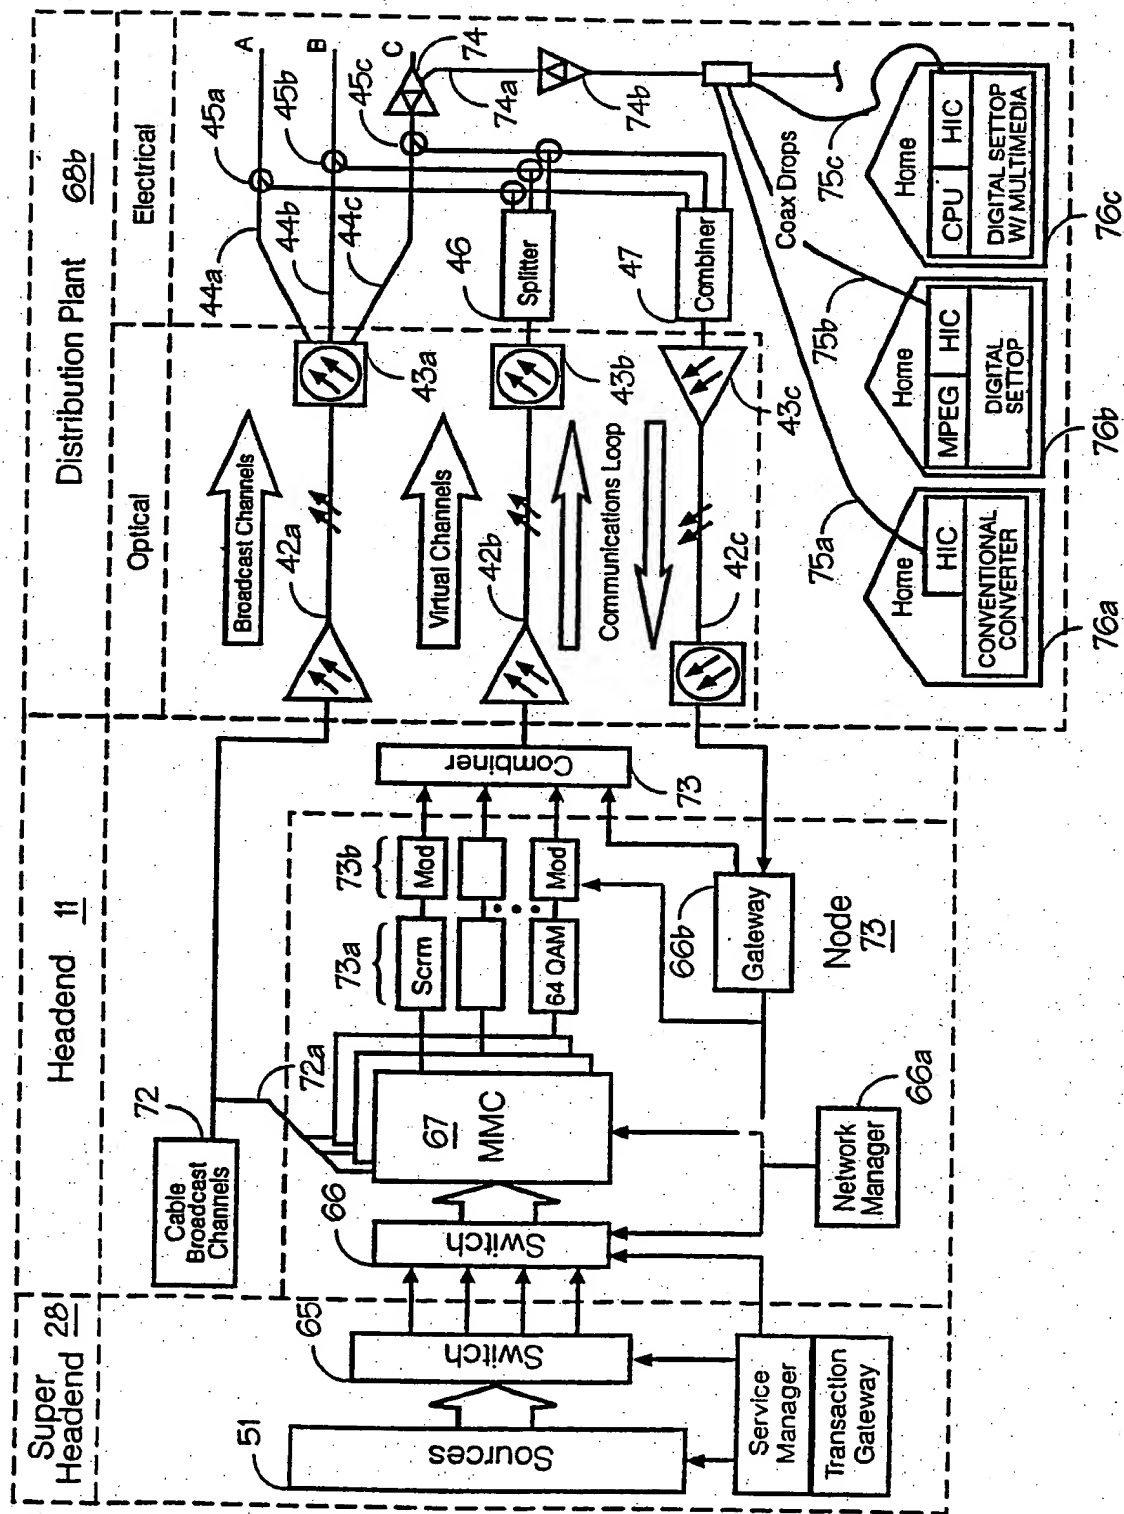 Super
Headend 28
Headend 11
Distribution Plant 68b
Optical
Electrical
51
Sources
65
Switch
Service
Manager
Transaction
Gateway
72
Cable
Broadcast
Channels
72a
66
Switch
67
MMC
73a
Scrm
64 QAM
73b
Mod
Mod
Combiner
73
66b
Gateway
Node
73
66a
Network
Manager
Broadcast Channels
42a
Virtual Channels
42b
Communications Loop
42c
43a
43b
43c
44a
44b
44c
45a
45b
45c
A
B
C
74
74a
74b
46
Splitter
47
Combiner
Coax Drops
75a
75b
75c
Home
HIC
CONVENTIONAL
CONVERTER
76a
Home
MPEG
HIC
DIGITAL
SETTOP
76b
Home
CPU
HIC
DIGITAL SETTOP
W/ MULTIMEDIA
76c